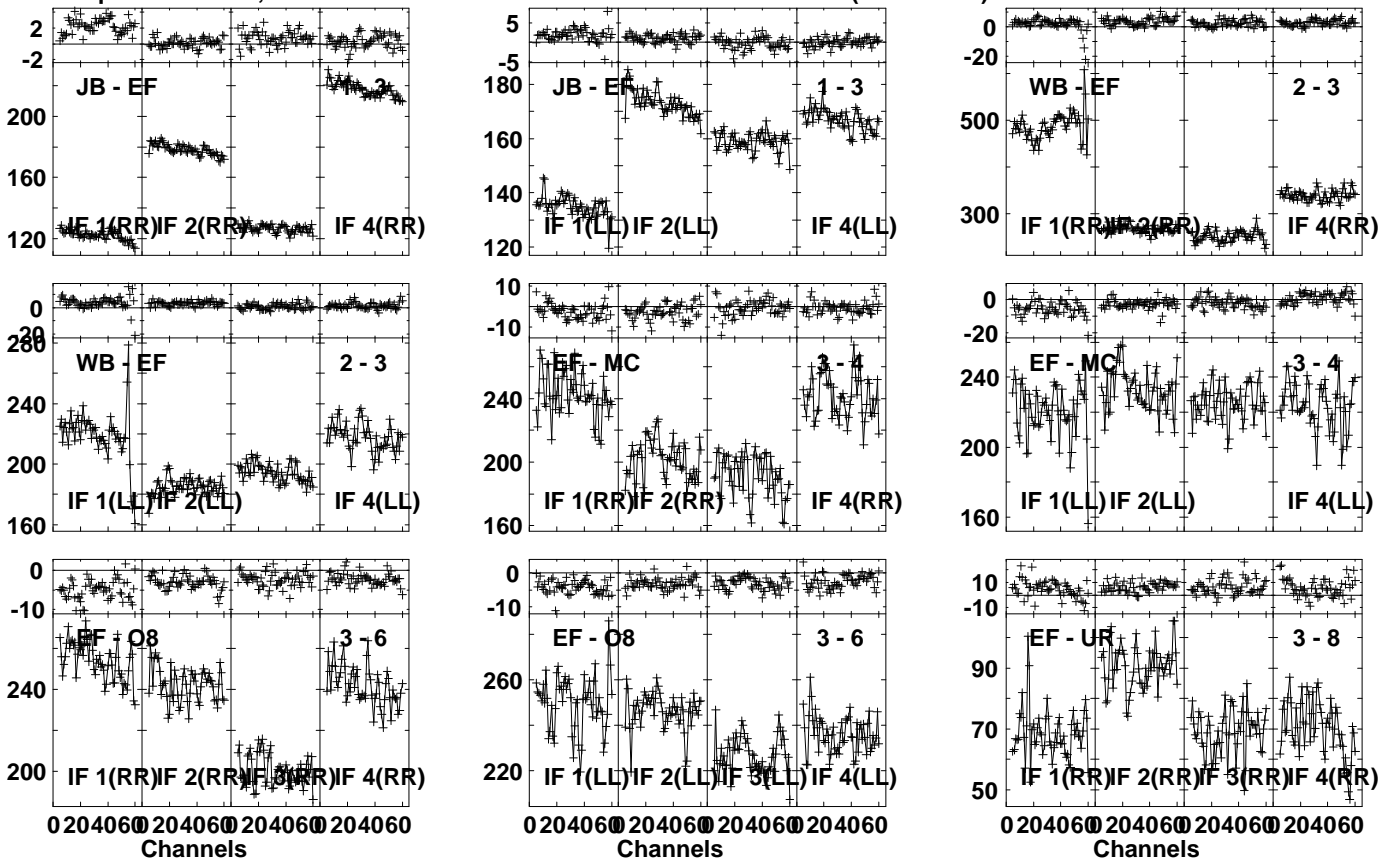 2
-2
JB - EF 3
200
160
120
IF 1(RR) IF 2(RR) IF 4(RR)
5
-5
JB - EF 1 - 3
180
160
140
120
IF 1(LL) IF 2(LL) IF 4(LL)
0
-20
WB - EF 2 - 3
500
300
IF 1(RR) IF 2(RR) IF 4(RR)
0
-20
280
WB - EF 2 - 3
240
200
160
IF 1(LL) IF 2(LL) IF 4(LL)
10
0
-10
EF - MC 3 - 4
240
200
160
IF 1(RR) IF 2(RR) IF 4(RR)
0
-20
EF - MC 3 - 4
240
200
160
IF 1(LL) IF 2(LL) IF 4(LL)
0
-10
EF - O8 3 - 6
240
200
IF 1(RR) IF 2(RR) IF 3(RR) IF 4(RR)
0 20 40 60 0 20 40 60 0 20 40 60 0 20 40 60
Channels
0
-10
EF - O8 3 - 6
260
220
IF 1(LL) IF 2(LL) IF 3(LL) IF 4(LL)
0 20 40 60 0 20 40 60 0 20 40 60 0 20 40 60
Channels
10
-10
EF - UR 3 - 8
90
70
50
IF 1(RR) IF 2(RR) IF 3(RR) IF 4(RR)
0 20 40 60 0 20 40 60 0 20 40 60 0 20 40 60
Channels